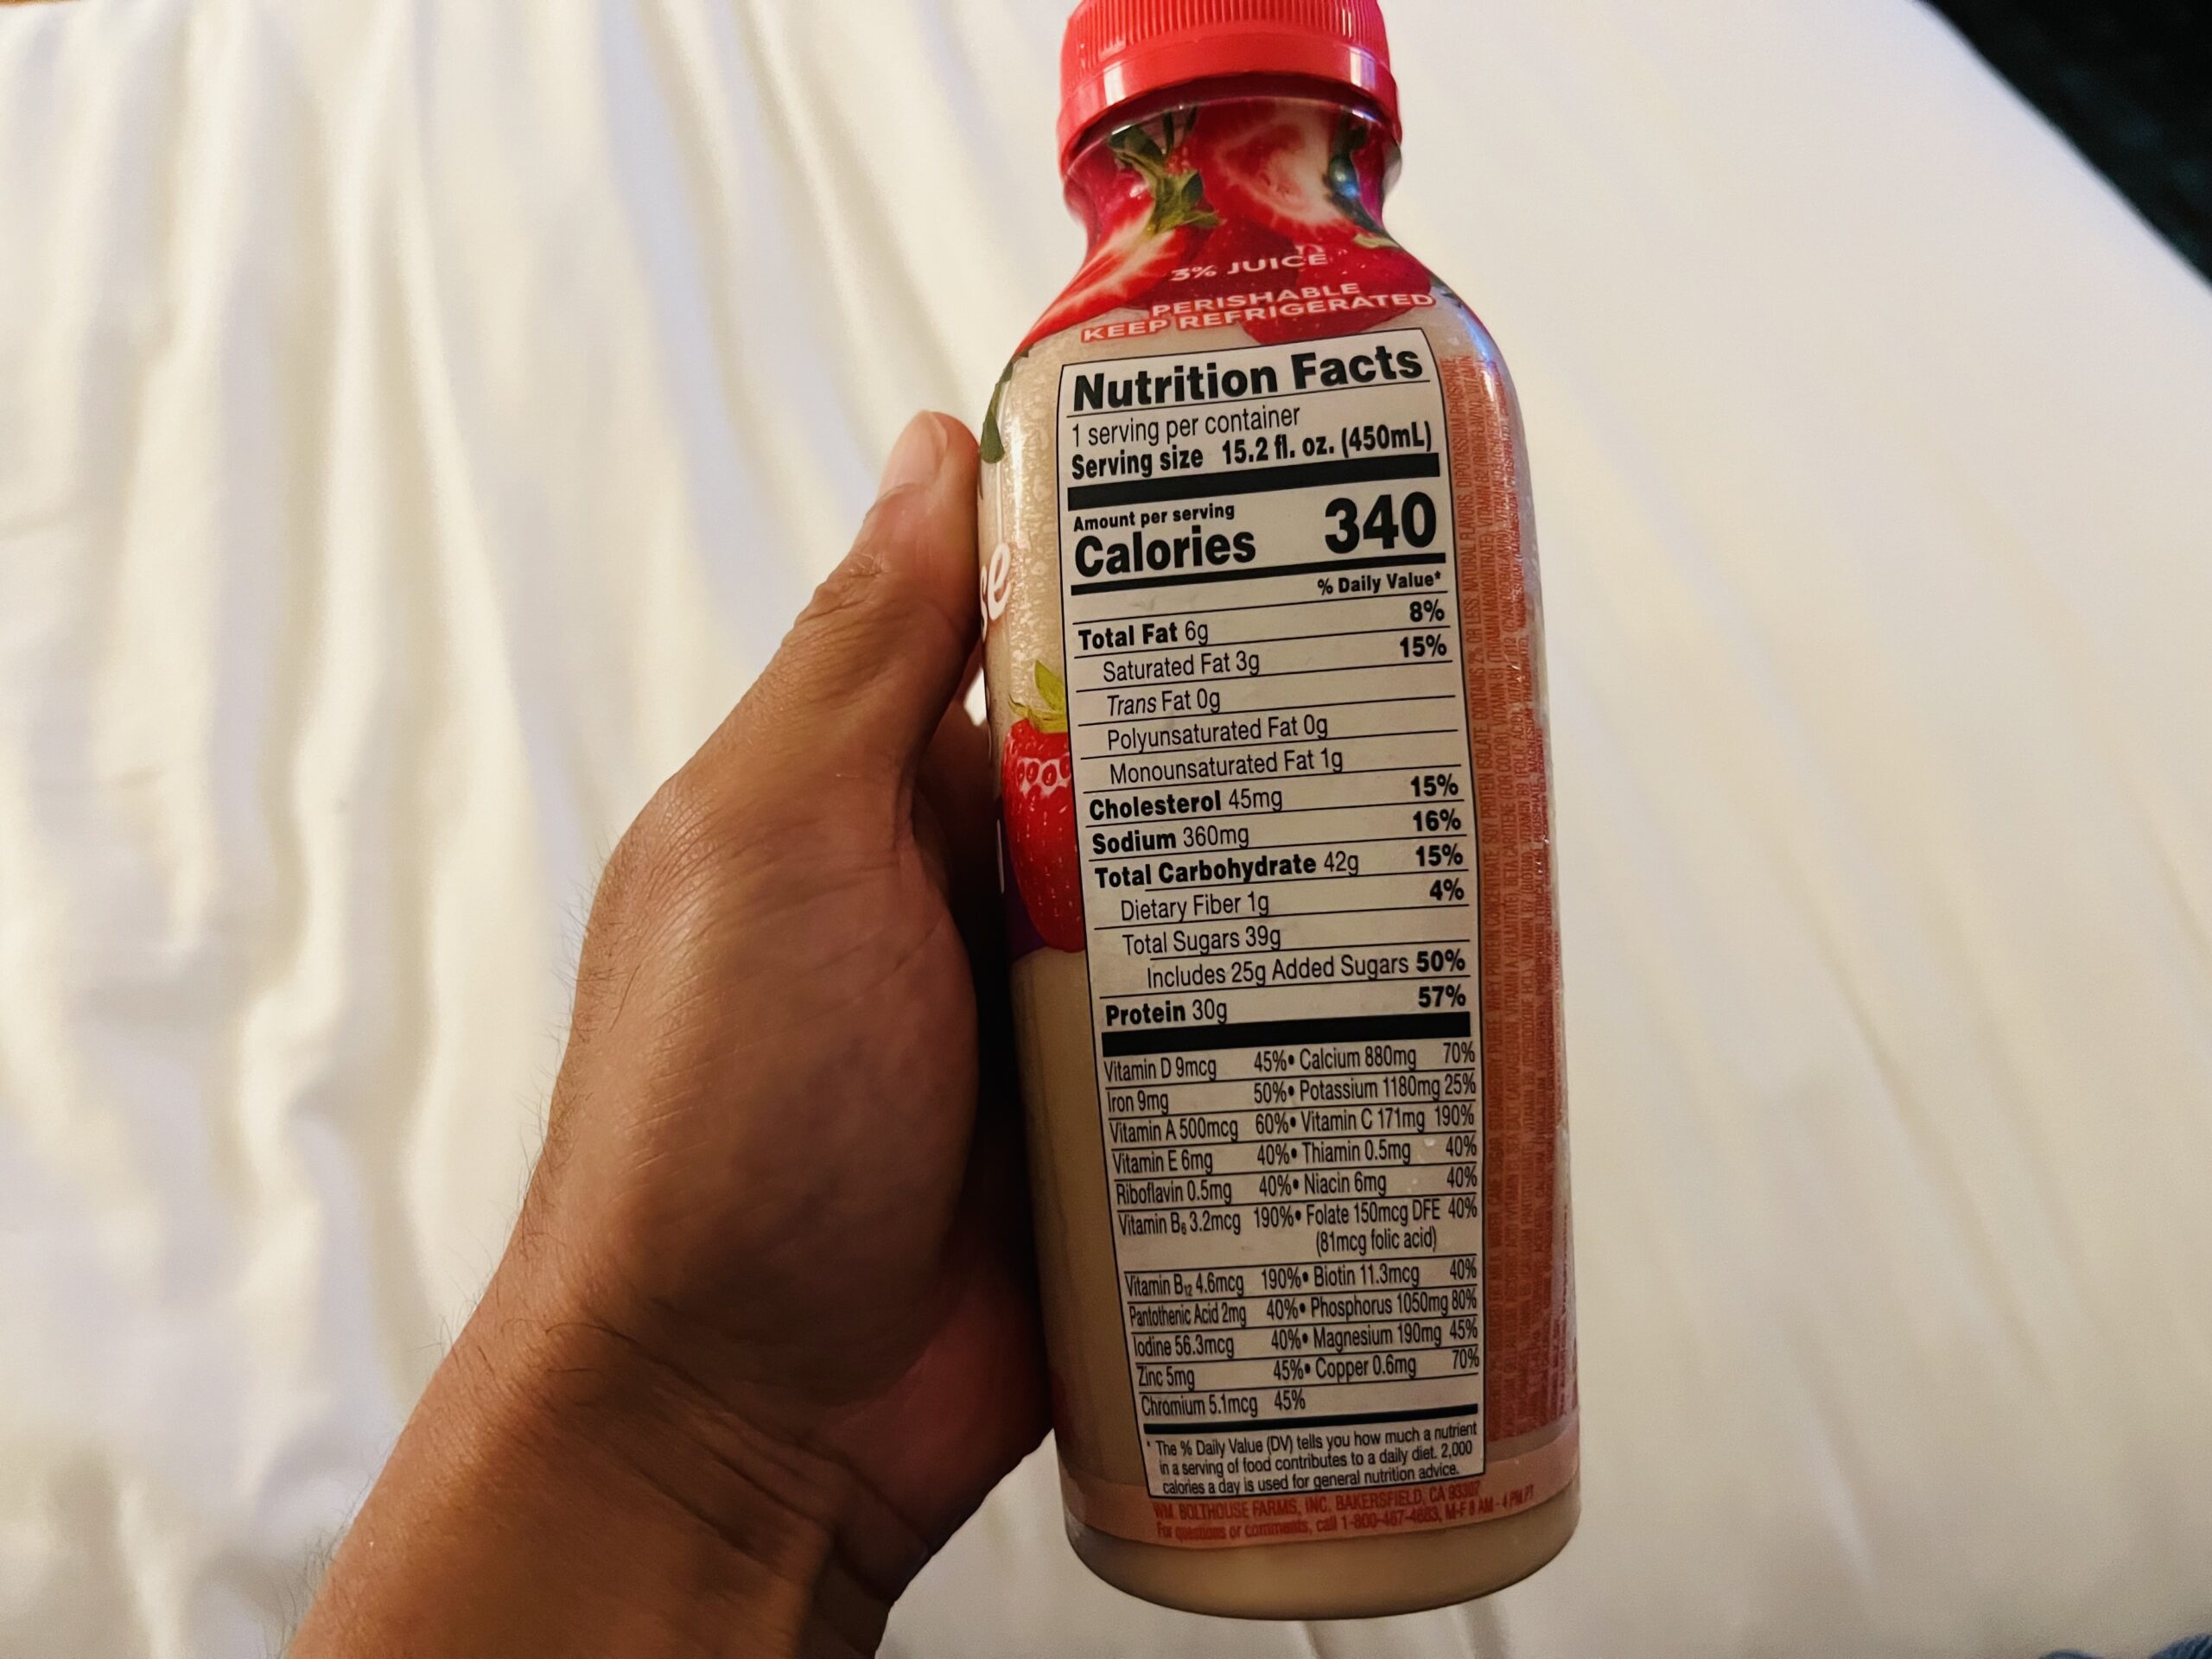 3% JUICE
PERISHABLE
KEEP REFRIGERATED
Nutrition Facts
1 serving per container
Serving size 15.2 fl. oz. (450mL)
Amount per serving
Calories 340
% Daily Value*
Total Fat 6g 8%
Saturated Fat 3g 15%
Trans Fat 0g
Polyunsaturated Fat 0g
Monounsaturated Fat 1g
Cholesterol 45mg 15%
Sodium 360mg 16%
Total Carbohydrate 42g 15%
Dietary Fiber 1g 4%
Total Sugars 39g
Includes 25g Added Sugars 50%
Protein 30g 57%
Vitamin D 9mcg 45% • Calcium 880mg 70%
Iron 9mg 50% • Potassium 1180mg 25%
Vitamin A 500mcg 60% • Vitamin C 171mg 190%
Vitamin E 6mg 40% • Thiamin 0.5mg 40%
Riboflavin 0.5mg 40% • Niacin 6mg 40%
Vitamin B₆ 3.2mcg 190% • Folate 150mcg DFE 40%
(81mcg folic acid)
Vitamin B₁₂ 4.6mcg 190% • Biotin 11.3mcg 40%
Pantothenic Acid 2mg 40% • Phosphorus 1050mg 80%
Iodine 56.3mcg 40% • Magnesium 190mg 45%
Zinc 5mg 45% • Copper 0.6mg 70%
Chromium 5.1mcg 45%
* The % Daily Value (DV) tells you how much a nutrient
in a serving of food contributes to a daily diet. 2,000
calories a day is used for general nutrition advice.
WM. BOLTHOUSE FARMS, INC. BAKERSFIELD, CA 93307
For questions or comments, call 1-800-467-4683, M-F 8 AM - 4 PM PT